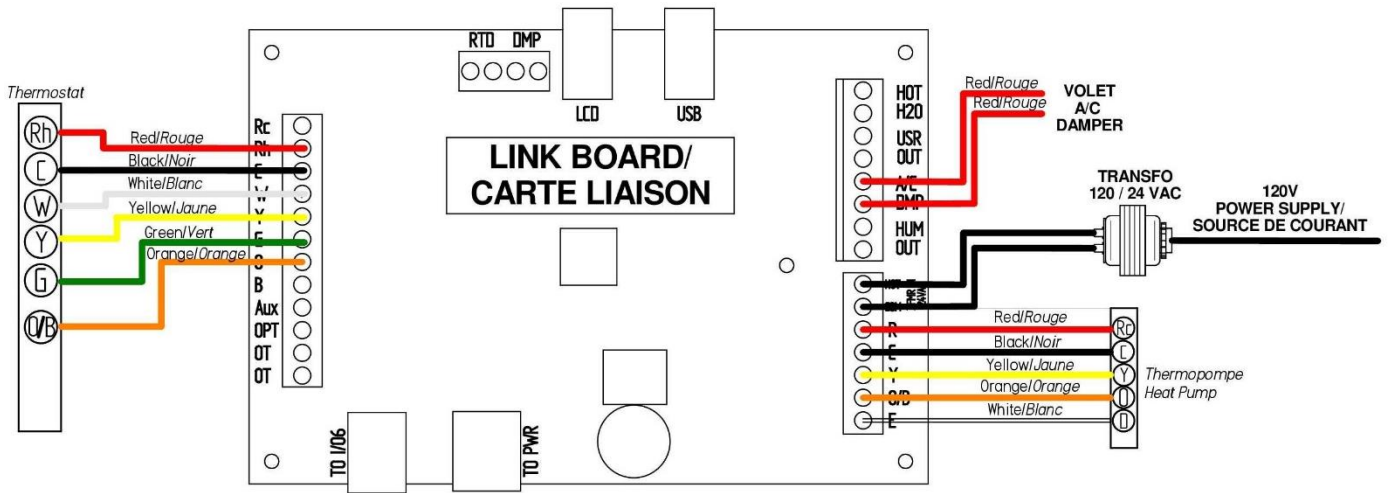 RTD DMP
LCD
USB
LINK BOARD/
CARTE LIAISON
Thermostat
Rh
C
W
Y
G
O/B
Red/Rouge
Black/Noir
White/Blanc
Yellow/Jaune
Green/Vert
Orange/Orange
Rc
Rh
C
W
Y
G
O
B
Aux
OPT
OT
OT
TO I/O6
TO PWR
HOT
H2O
USR
OUT
A/C
DMP
HUM
OUT
HOT
R
C
Y
O/B
E
Red/Rouge
Red/Rouge
VOLET
A/C
DAMPER
TRANSFO
120 / 24 VAC
120V
POWER SUPPLY/
SOURCE DE COURANT
Red/Rouge
Black/Noir
Yellow/Jaune
Orange/Orange
White/Blanc
Rc
C
Y
O
D
Thermopompe
Heat Pump